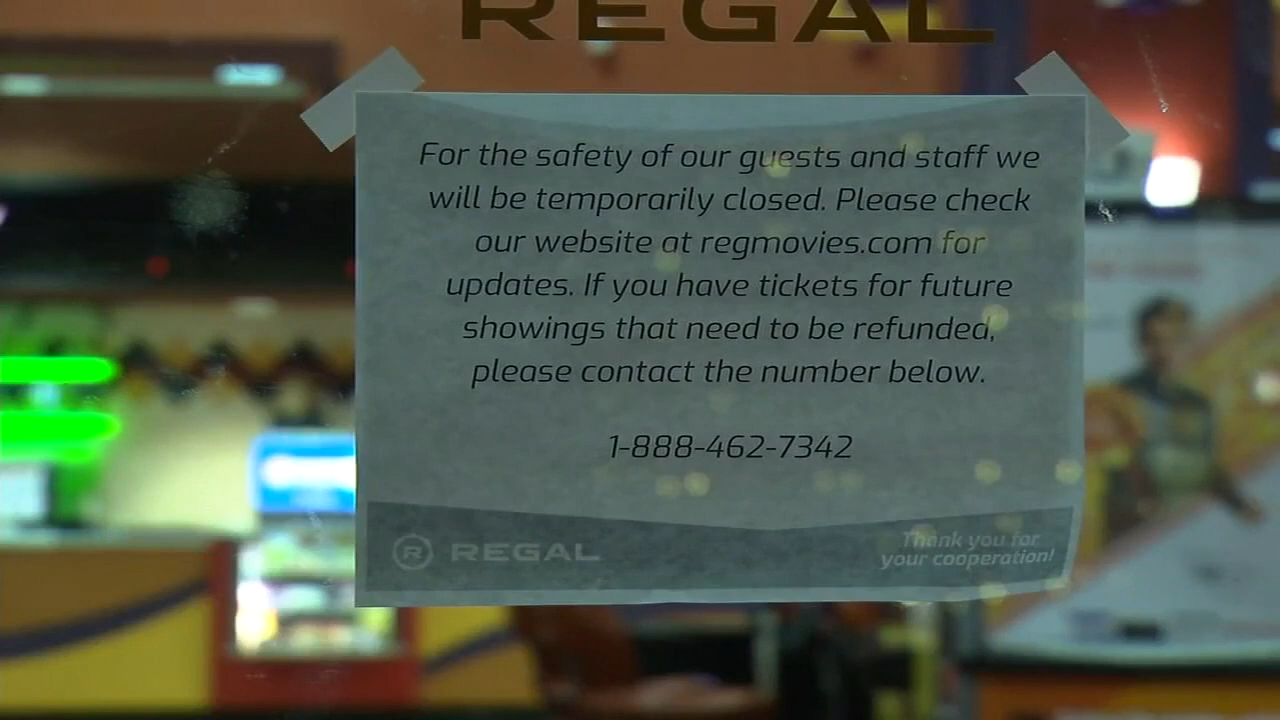 REGAL
For the safety of our guests and staff we
will be temporarily closed. Please check
our website at regmovies.com for
updates. If you have tickets for future
showings that need to be refunded,
please contact the number below.
1-888-462-7342
R REGAL
Thank you for
your cooperation!